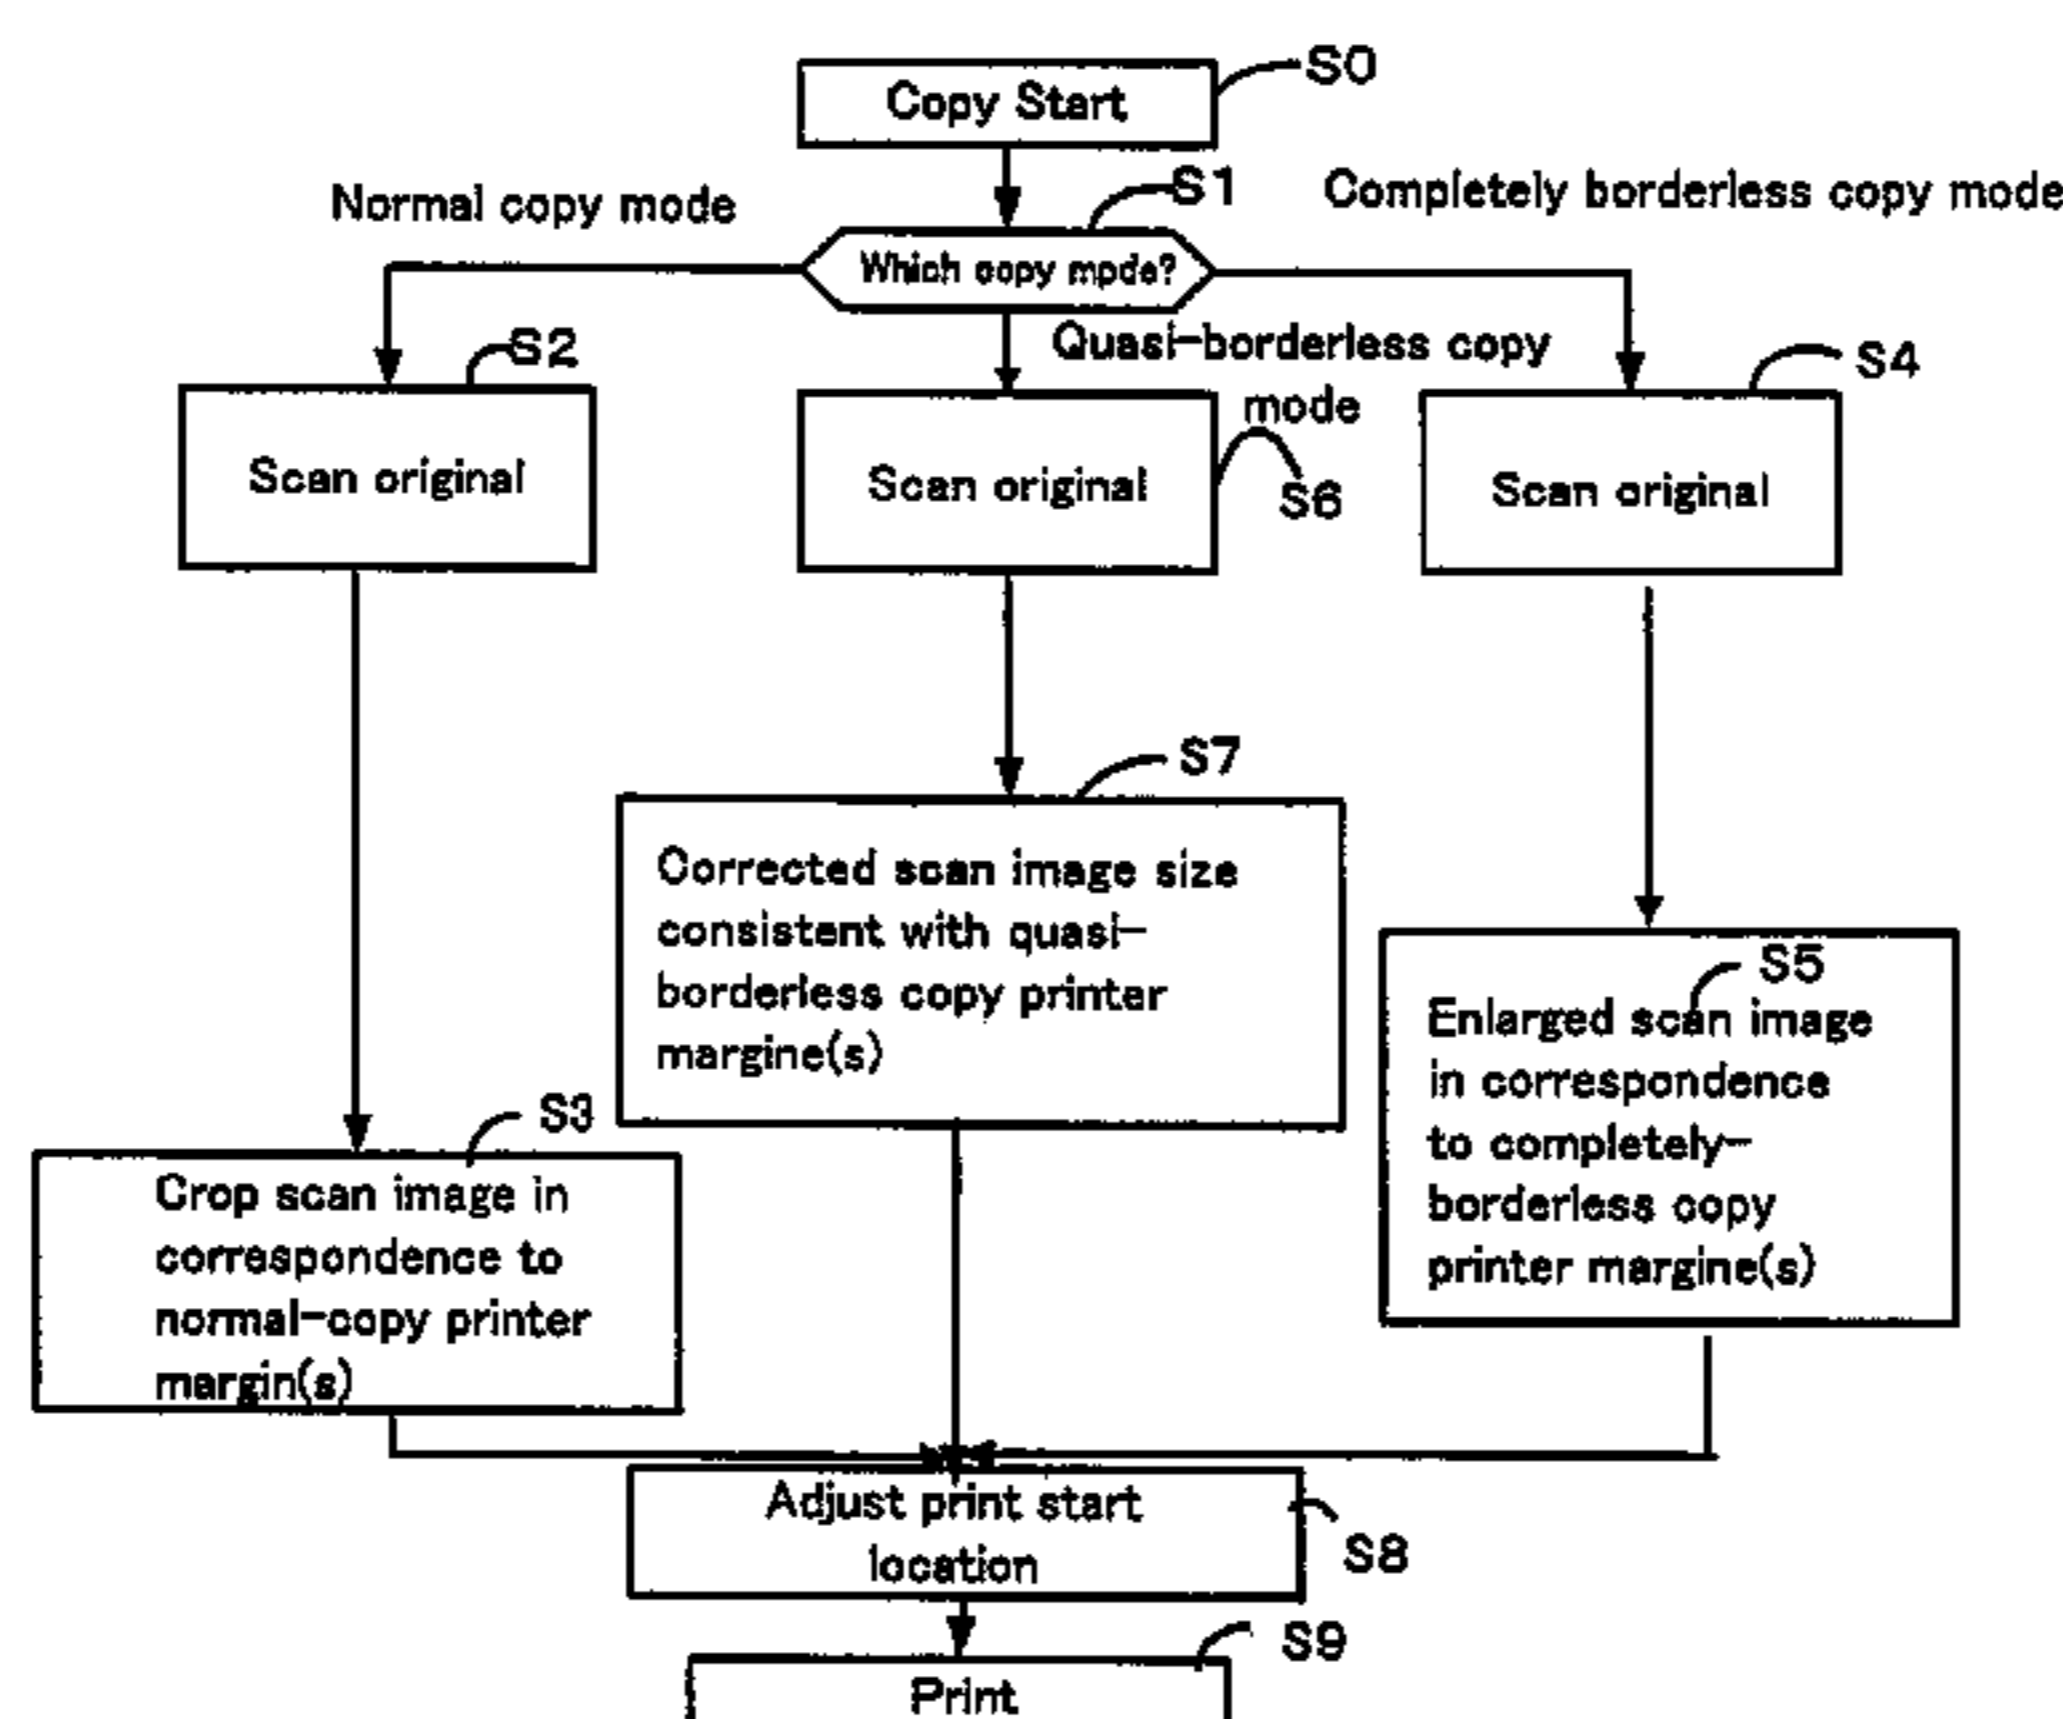 Copy Start
S0
S1
Normal copy mode
Completely borderless copy mode
Which copy mode?
Quasi-borderless copy
mode
S2
S4
Scan original
Scan original
S6
Scan original
S7
Corrected scan image size
consistent with quasi-
borderless copy printer
margine(s)
S5
Enlarged scan image
in correspondence
to completely-
borderless copy
printer margine(s)
S3
Crop scan image in
correspondence to
normal-copy printer
margin(s)
Adjust print start
location
S8
S9
Print